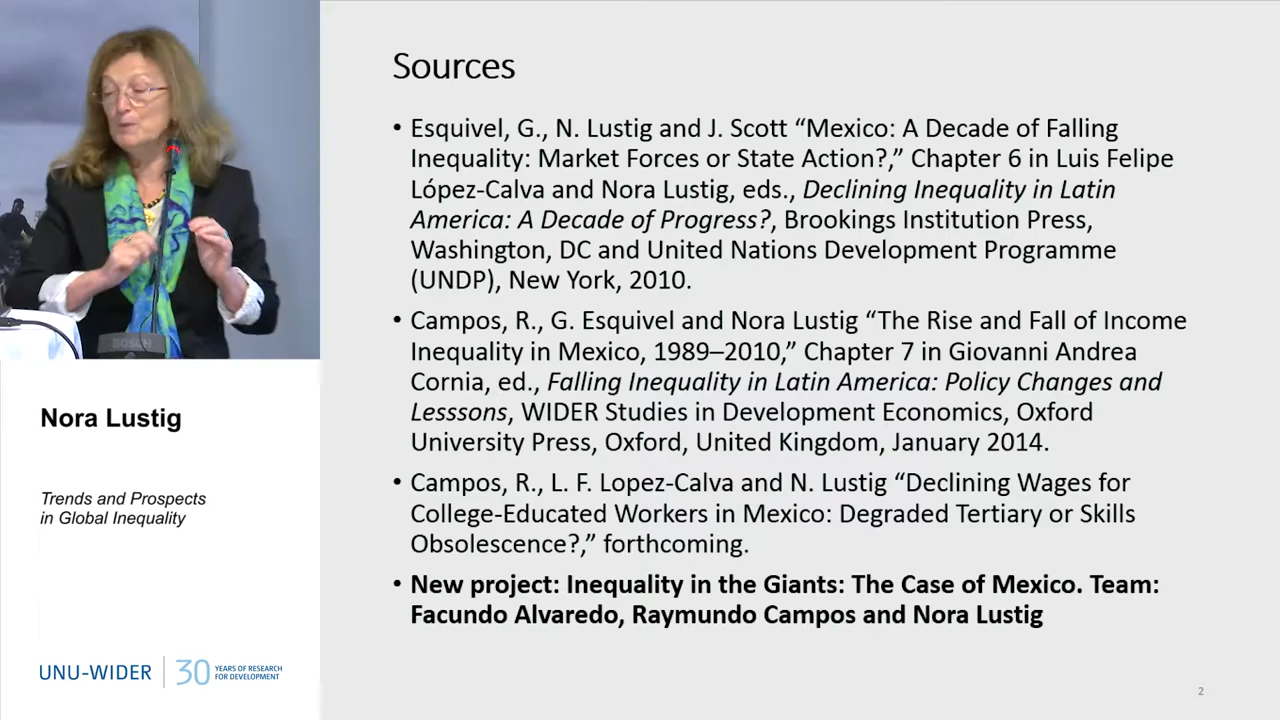 Sources
• Esquivel, G., N. Lustig and J. Scott “Mexico: A Decade of Falling
Inequality: Market Forces or State Action?,” Chapter 6 in Luis Felipe
López-Calva and Nora Lustig, eds., Declining Inequality in Latin
America: A Decade of Progress?, Brookings Institution Press,
Washington, DC and United Nations Development Programme
(UNDP), New York, 2010.
• Campos, R., G. Esquivel and Nora Lustig “The Rise and Fall of Income
Inequality in Mexico, 1989–2010,” Chapter 7 in Giovanni Andrea
Cornia, ed., Falling Inequality in Latin America: Policy Changes and
Lesssons, WIDER Studies in Development Economics, Oxford
University Press, Oxford, United Kingdom, January 2014.
• Campos, R., L. F. Lopez-Calva and N. Lustig “Declining Wages for
College-Educated Workers in Mexico: Degraded Tertiary or Skills
Obsolescence?,” forthcoming.
• New project: Inequality in the Giants: The Case of Mexico. Team:
Facundo Alvaredo, Raymundo Campos and Nora Lustig
2
BOSCH
Nora Lustig
Trends and Prospects
in Global Inequality
UNU-WIDER
30
YEARS OF RESEARCH
FOR DEVELOPMENT